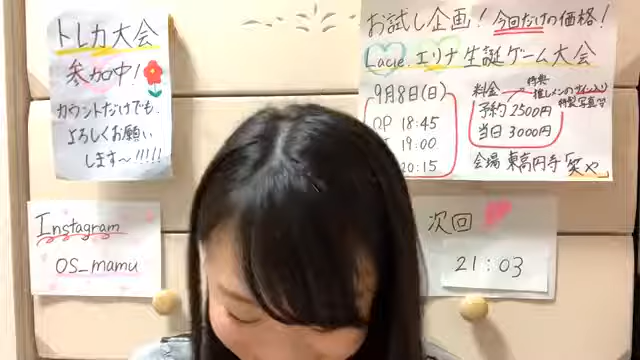 トレカ大会
参加中!
カウントだけでも、
よろしくお願い
します〜!!!!!
Instagram
OS_mamu
お試し企画!今回だけの価格!
Lacie.エリナ生誕ゲーム大会
9月8日(日)
OP 18:45
19:00
20:15
料金
特典
推しメンのサイン入り
特製写真
予約 2500円
当日 3000円
会場 東高円寺「笑や」
次回
21:03